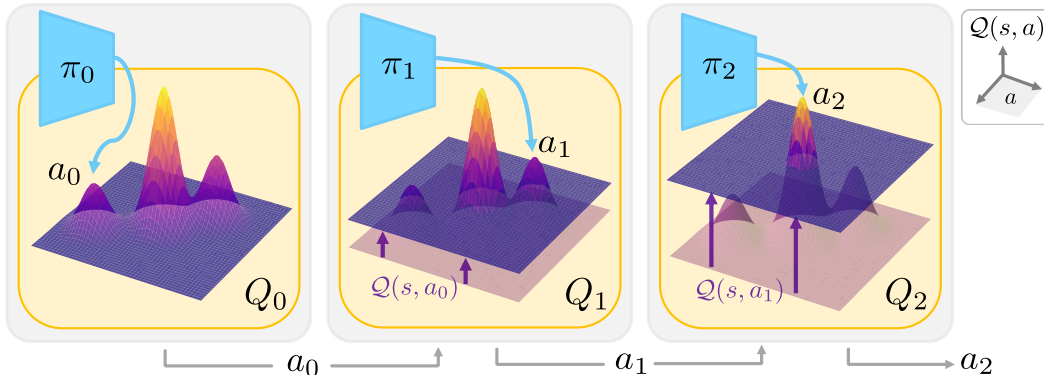 π₀
a₀
Q₀
π₁
a₁
Q(s, a₀)
Q₁
π₂
a₂
Q(s, a₁)
Q₂
Q(s, a)
a
a₀
a₁
a₂